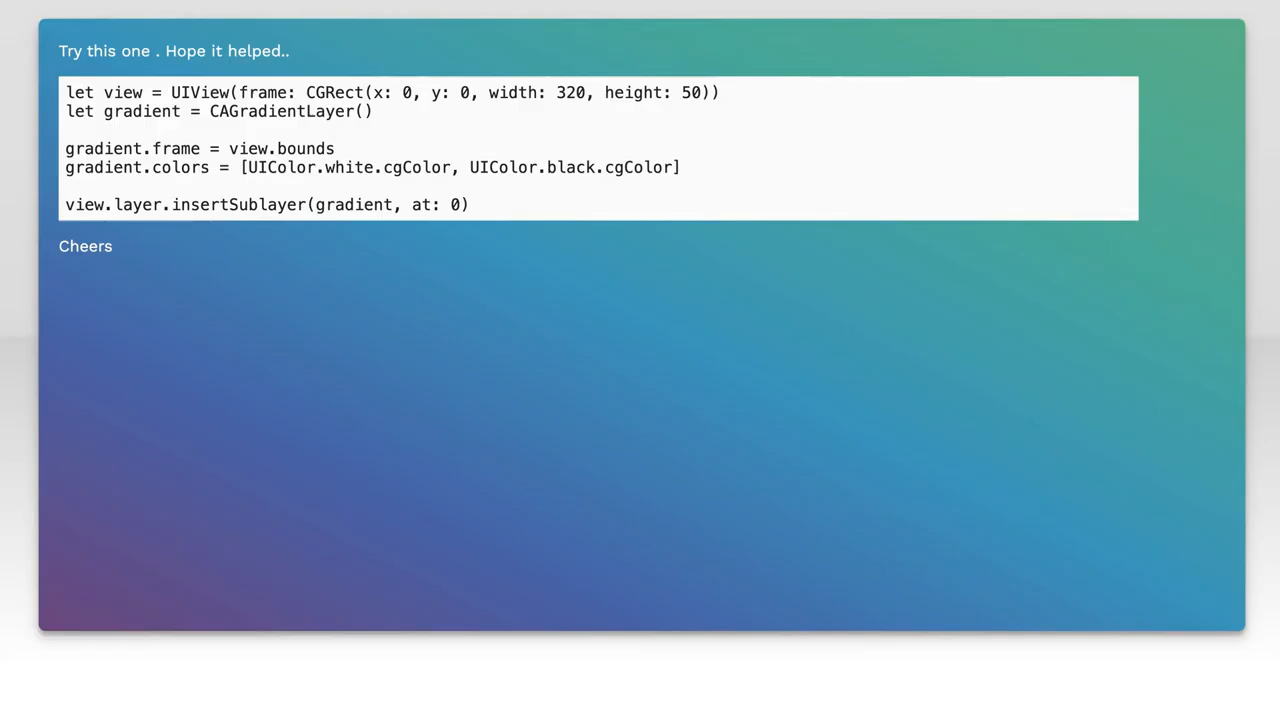 Try this one . Hope it helped..
let view = UIView(frame: CGRect(x: 0, y: 0, width: 320, height: 50))
let gradient = CAGradientLayer()
gradient.frame = view.bounds
gradient.colors = [UIColor.white.cgColor, UIColor.black.cgColor]
view.layer.insertSublayer(gradient, at: 0)
Cheers